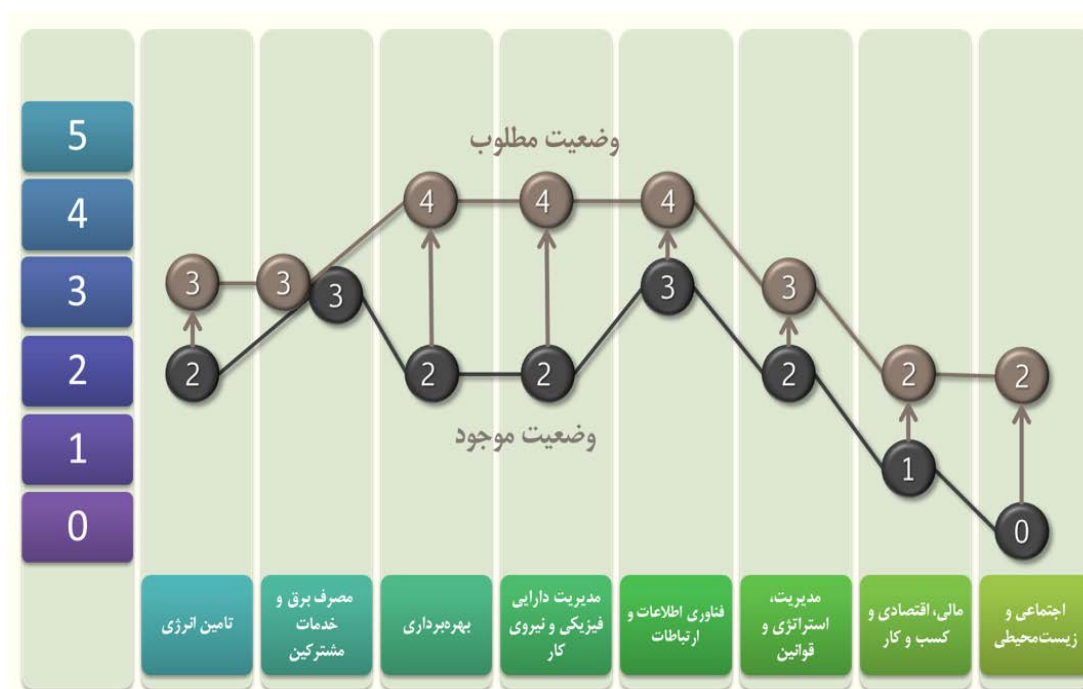 5
4
3
2
1
0
وضعیت مطلوب
3
3
4
4
4
3
2
2
2
3
2
2
3
2
1
0
وضعیت موجود
تامین انرژی
مصرف برق و
خدمات
مشترکین
بهره‌برداری
مدیریت دارایی
فیزیکی و نیروی
کار
فناوری اطلاعات و
ارتباطات
مدیریت،
استراتژی و
قوانین
مالی، اقتصادی و
کسب و کار
اجتماعی و
زیست‌محیطی